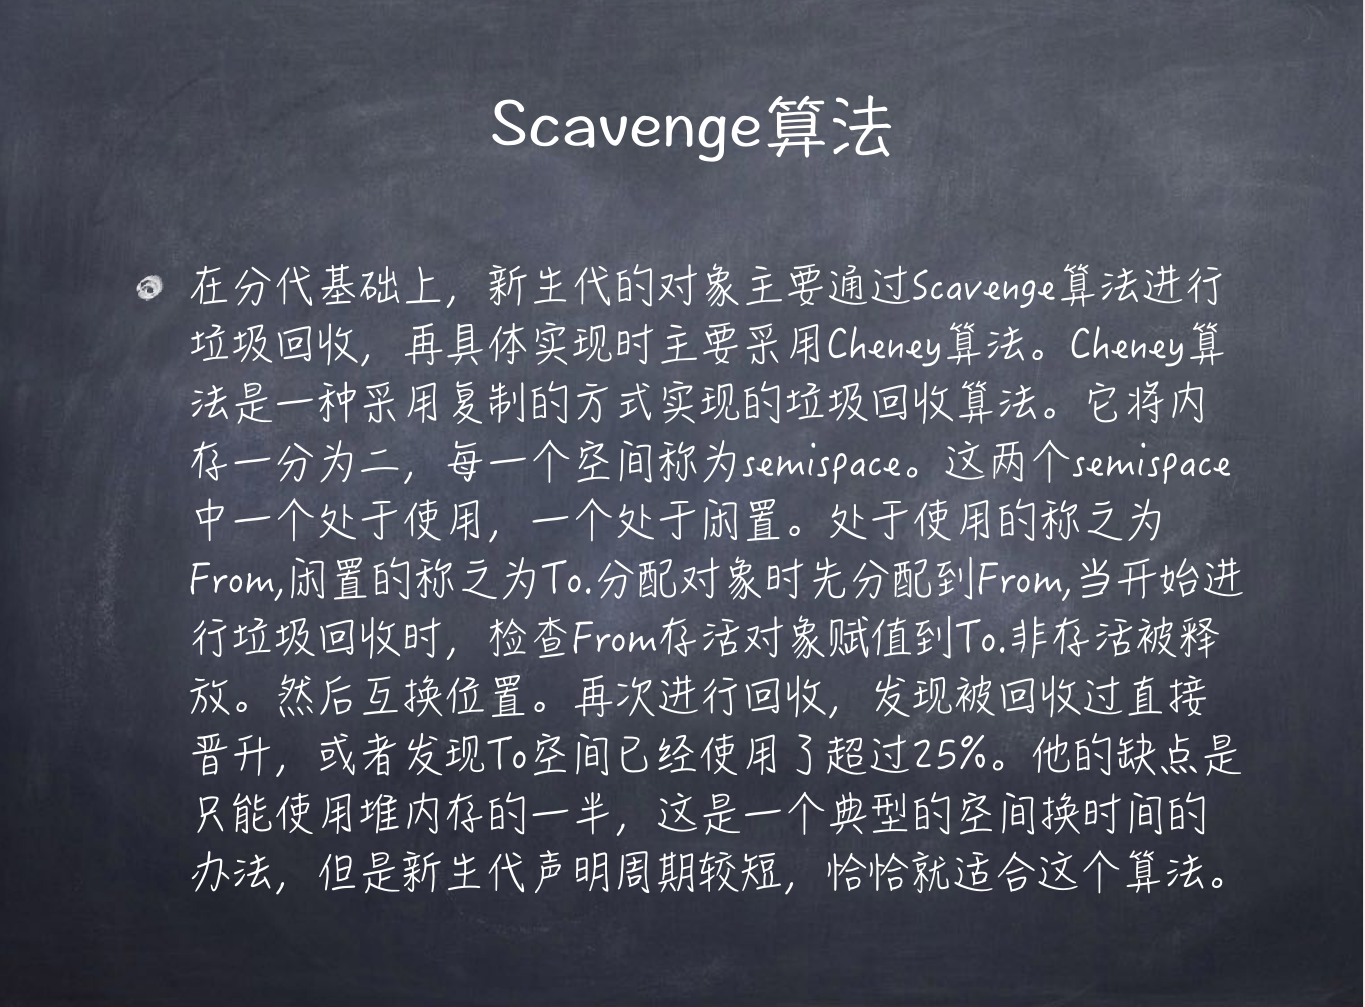 Scavenge算法
在分代基础上，新生代的对象主要通过Scavenge算法进行
垃圾回收，再具体实现时主要采用Cheney算法。Cheney算
法是一种采用复制的方式实现的垃圾回收算法。它将内
存一分为二，每一个空间称为semispace。这两个semispace
中一个处于使用，一个处于闲置。处于使用的称之为
From,闲置的称之为To.分配对象时先分配到From,当开始进
行垃圾回收时，检查From存活对象赋值到To.非存活被释
放。然后互换位置。再次进行回收，发现被回收过直接
晋升，或者发现To空间已经使用了超过25%。他的缺点是
只能使用堆内存的一半，这是一个典型的空间换时间的
办法，但是新生代声明周期较短，恰恰就适合这个算法。